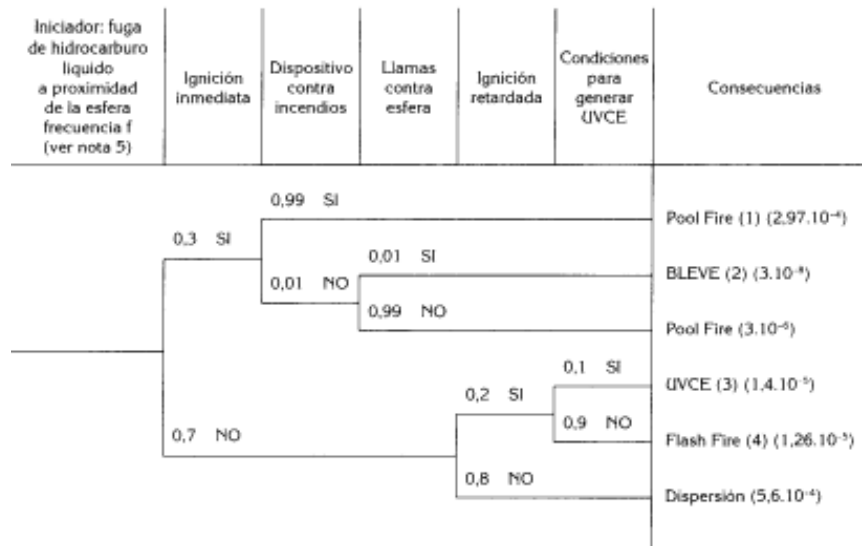 Iniciador: fuga
de hidrocarburo
liquido
a proximidad
de la esfera
frecuencia f
(ver nota 5)
Ignición
inmediata
Dispositivo
contra
incendios
Llamas
contra
esfera
Ignición
retardada
Condiciones
para
generar
UVCE
Consecuencias
0,99 SI
Pool Fire (1) (2,97.10⁻⁴)
0,3 SI
0,01 SI
BLEVE (2) (3.10⁻⁸)
0,01 NO
0,99 NO
Pool Fire (3.10⁻⁶)
0,1 SI
UVCE (3) (1,4.10⁻⁵)
0,2 SI
0,9 NO
0,7 NO
Flash Fire (4) (1,26.10⁻⁵)
0,8 NO
Dispersión (5,6.10⁻⁴)